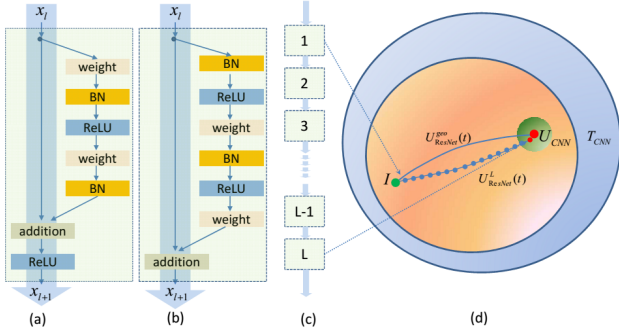 x_l
weight
BN
ReLU
weight
BN
addition
ReLU
x_{l+1}
(a)
x_l
BN
ReLU
weight
BN
ReLU
weight
addition
x_{l+1}
(b)
1
2
3
L-1
L
(c)
U^{geo}_{ResNet}(t)
U_{CNN}
T_{CNN}
I
U^{L}_{ResNet}(t)
(d)